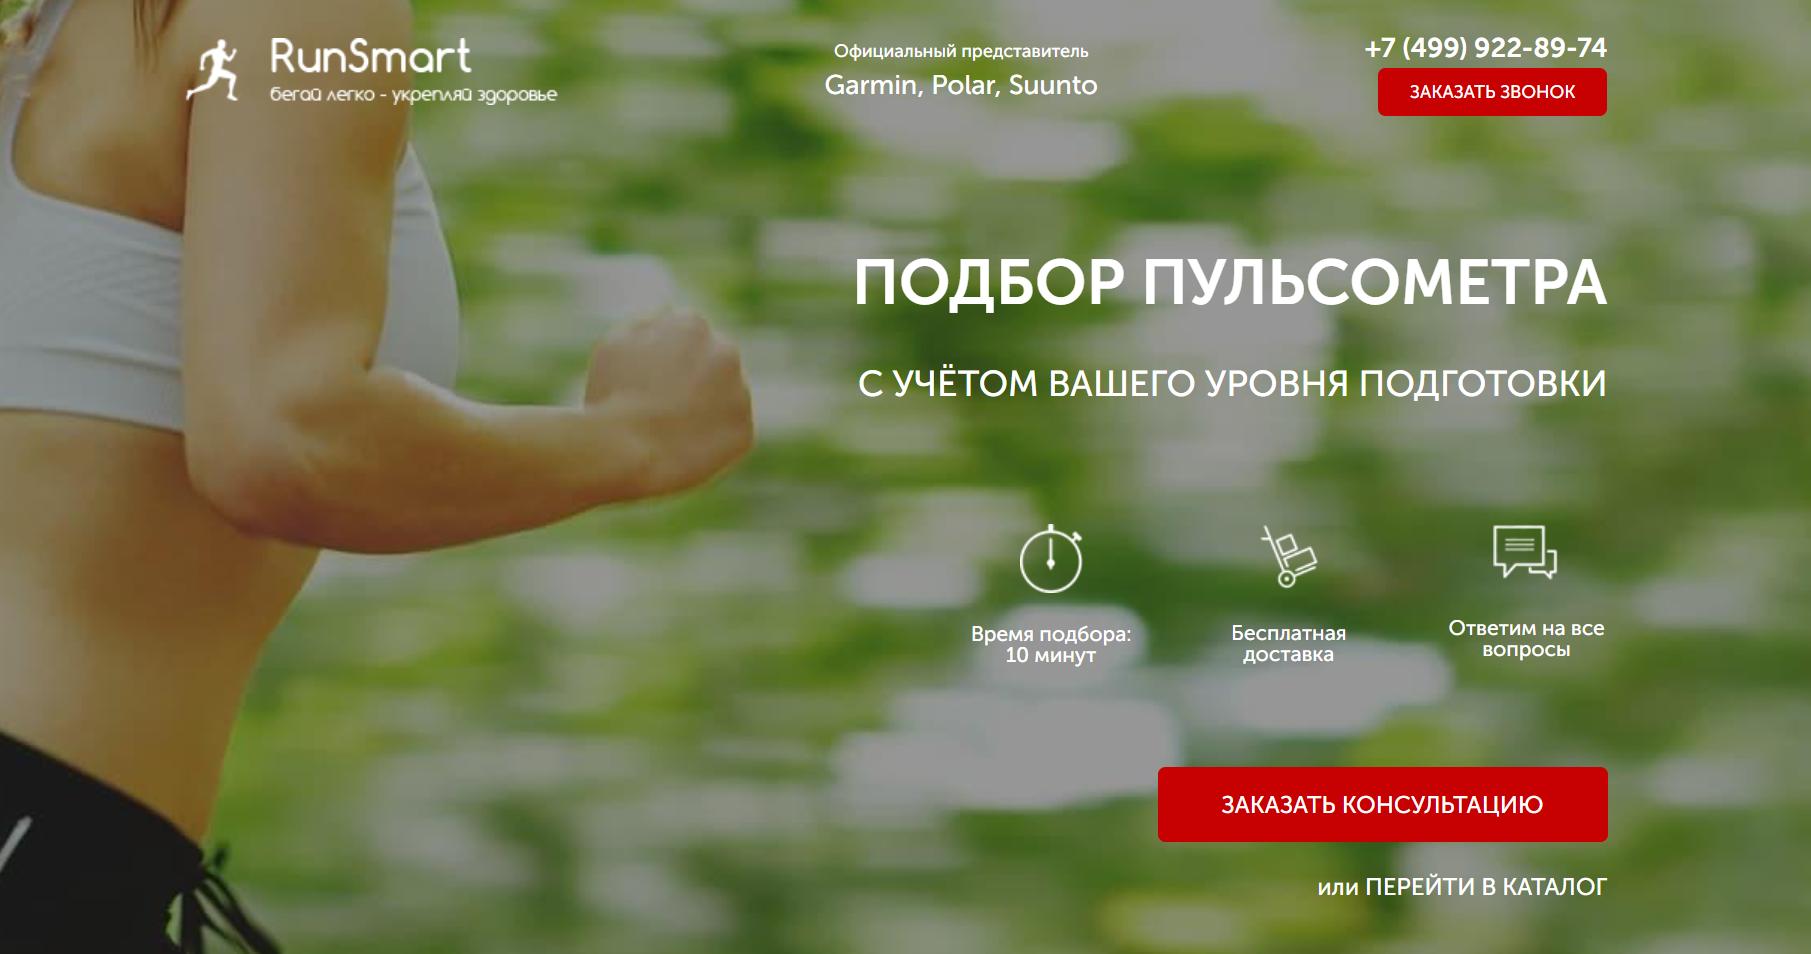 RunSmart
бегай легко - укрепляй здоровье
Официальный представитель
Garmin, Polar, Suunto
+7 (499) 922-89-74
ЗАКАЗАТЬ ЗВОНОК
ПОДБОР ПУЛЬСОМЕТРА
С УЧЁТОМ ВАШЕГО УРОВНЯ ПОДГОТОВКИ
Время подбора:
10 минут
Бесплатная
доставка
Ответим на все
вопросы
ЗАКАЗАТЬ КОНСУЛЬТАЦИЮ
или ПЕРЕЙТИ В КАТАЛОГ